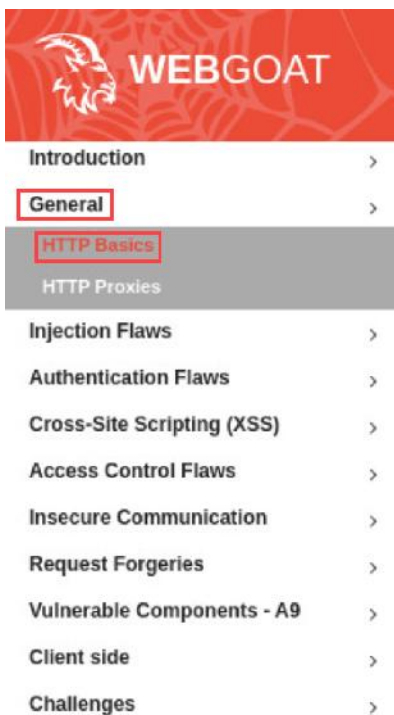 WEBGOAT
Introduction
General
HTTP Basics
HTTP Proxies
Injection Flaws
Authentication Flaws
Cross-Site Scripting (XSS)
Access Control Flaws
Insecure Communication
Request Forgeries
Vulnerable Components - A9
Client side
Challenges